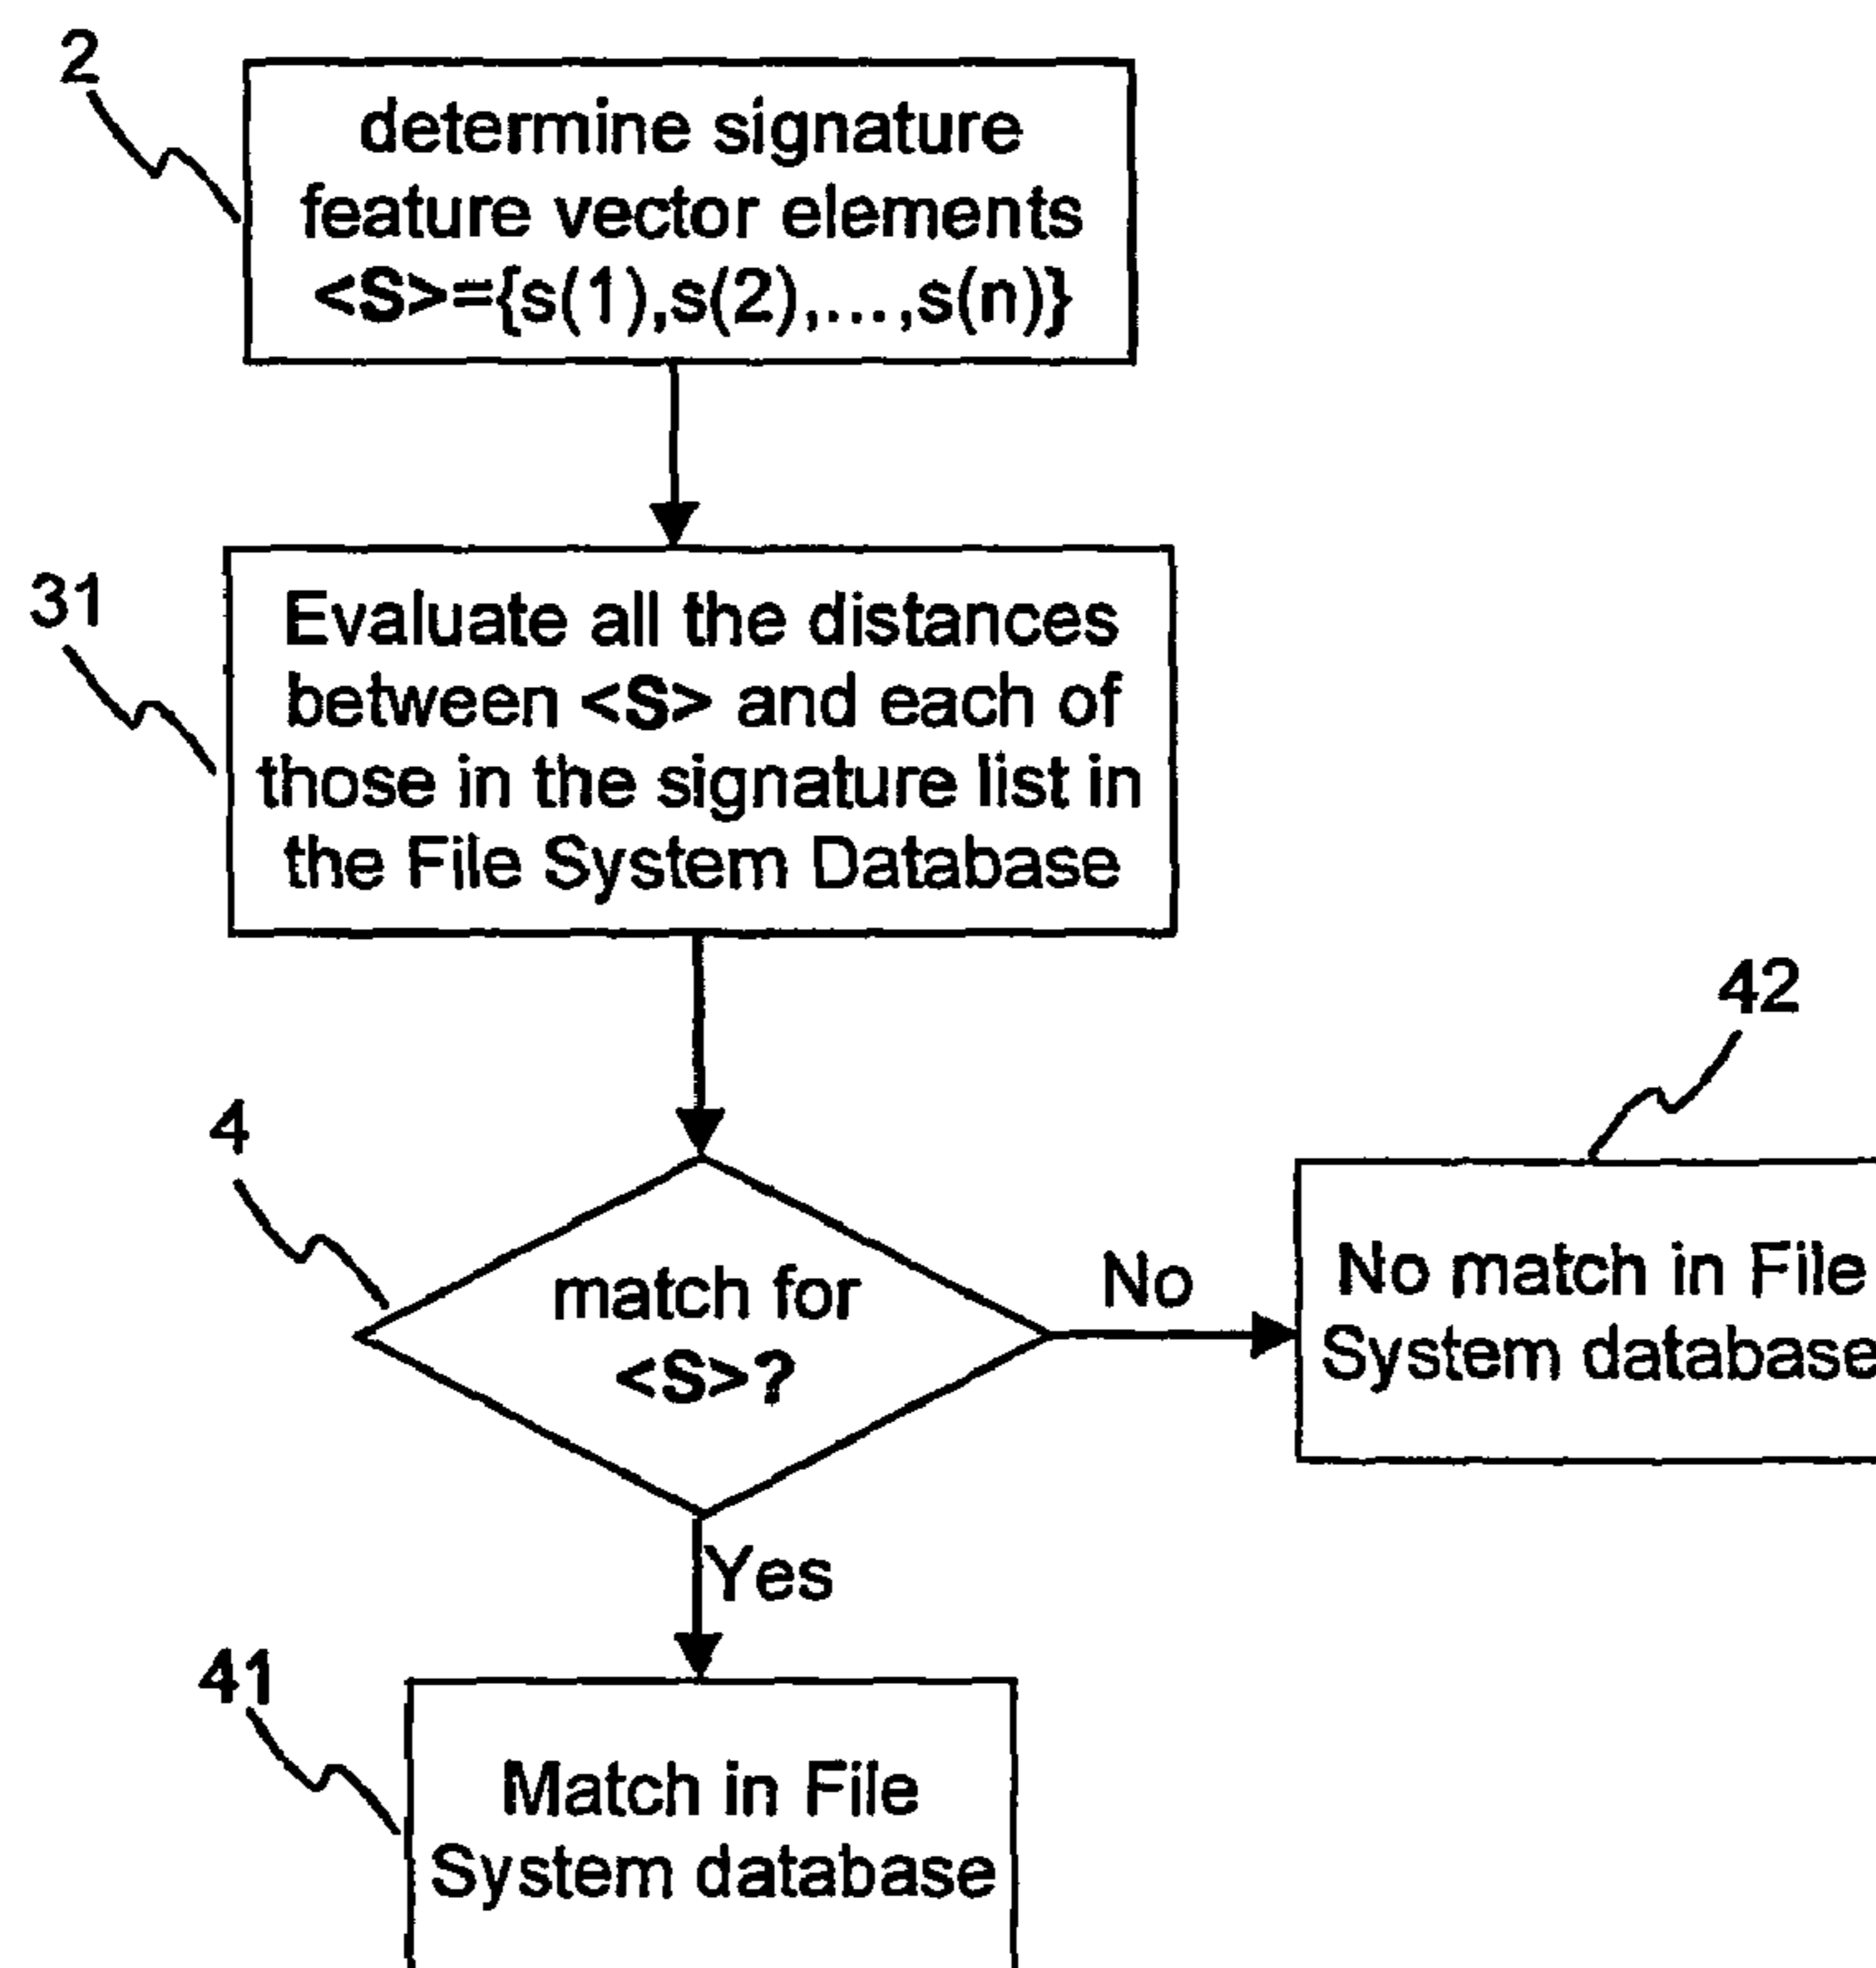 2
determine signature
feature vector elements
<S>={s(1),s(2),...,s(n)}
31
Evaluate all the distances
between <S> and each of
those in the signature list in
the File System Database
42
4
match for
<S>?
No
No match in File
System database
Yes
41
Match in File
System database